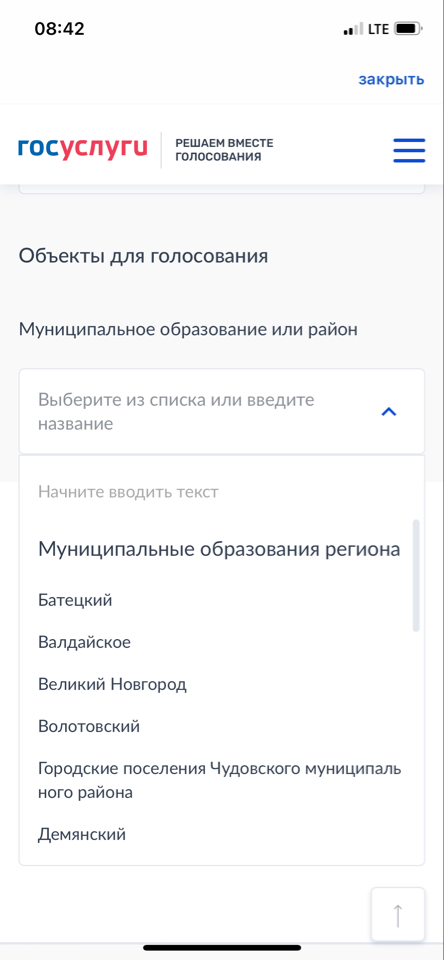 08:42
LTE
закрыть
госуслуги
РЕШАЕМ ВМЕСТЕ
ГОЛОСОВАНИЯ
Объекты для голосования
Муниципальное образование или район
Выберите из списка или введите
название
Начните вводить текст
Муниципальные образования региона
Батецкий
Валдайское
Великий Новгород
Волотовский
Городские поселения Чудовского муниципаль
ного района
Демянский